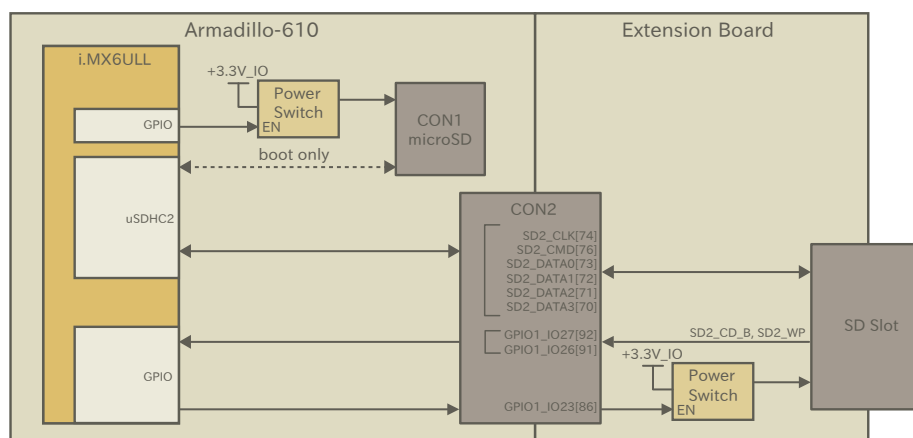 Armadillo-610
Extension Board
i.MX6ULL
+3.3V_IO
Power
Switch
EN
GPIO
CON1
microSD
boot only
uSDHC2
CON2
SD2_CLK[74]
SD2_CMD[76]
SD2_DATA0[73]
SD2_DATA1[72]
SD2_DATA2[71]
SD2_DATA3[70]
SD Slot
GPIO1_IO27[92]
GPIO1_IO26[91]
SD2_CD_B, SD2_WP
+3.3V_IO
GPIO
Power
Switch
EN
GPIO1_IO23[86]